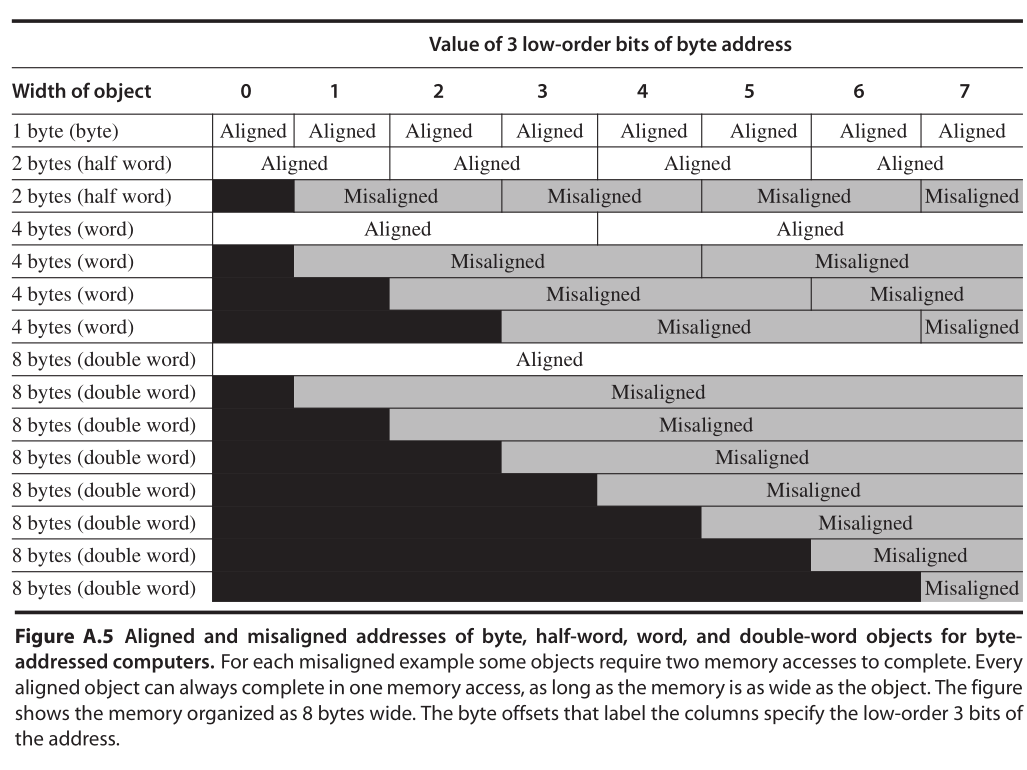 Value of 3 low-order bits of byte address
Width of object 0 1 2 3 4 5 6 7
1 byte (byte) Aligned Aligned Aligned Aligned Aligned Aligned Aligned Aligned
2 bytes (half word) Aligned Aligned Aligned Aligned
2 bytes (half word) Misaligned Misaligned Misaligned Misaligned
4 bytes (word) Aligned Aligned
4 bytes (word) Misaligned Misaligned
4 bytes (word) Misaligned Misaligned
4 bytes (word) Misaligned Misaligned
8 bytes (double word) Aligned
8 bytes (double word) Misaligned
8 bytes (double word) Misaligned
8 bytes (double word) Misaligned
8 bytes (double word) Misaligned
8 bytes (double word) Misaligned
8 bytes (double word) Misaligned
8 bytes (double word) Misaligned
Figure A.5 Aligned and misaligned addresses of byte, half-word, word, and double-word objects for byte-
addressed computers. For each misaligned example some objects require two memory accesses to complete. Every
aligned object can always complete in one memory access, as long as the memory is as wide as the object. The figure
shows the memory organized as 8 bytes wide. The byte offsets that label the columns specify the low-order 3 bits of
the address.